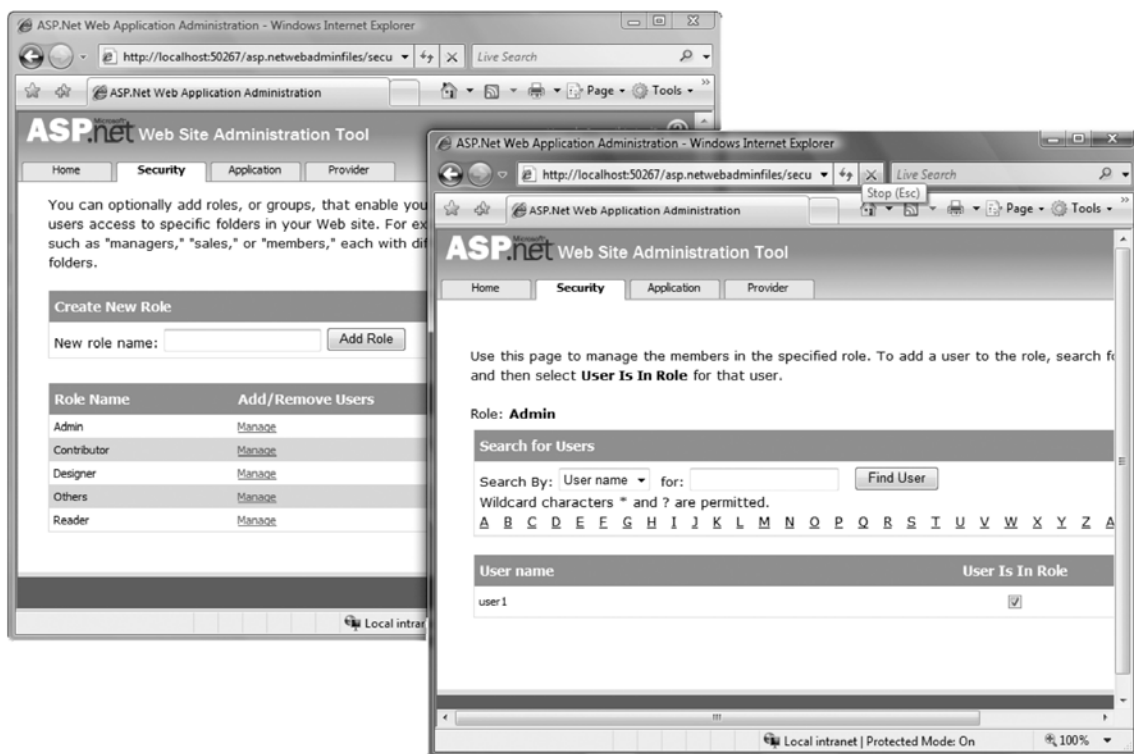 ASP.Net Web Application Administration - Windows Internet Explorer
http://localhost:50267/asp.netwebadminfiles/secu
Live Search
ASP.Net Web Application Administration
Page
Tools
Microsoft
ASP.net Web Site Administration Tool
Home
Security
Application
Provider
You can optionally add roles, or groups, that enable you
users access to specific folders in your Web site. For ex
such as "managers," "sales," or "members," each with dif
folders.
Create New Role
New role name:
Add Role
Role Name Add/Remove Users
Admin Manage
Contributor Manage
Designer Manage
Others Manage
Reader Manage
Local intran
ASP.Net Web Application Administration - Windows Internet Explorer
http://localhost:50267/asp.netwebadminfiles/secu
Live Search
Stop (Esc)
ASP.Net Web Application Administration
Page
Tools
Microsoft
ASP.net Web Site Administration Tool
Home
Security
Application
Provider
Use this page to manage the members in the specified role. To add a user to the role, search fo
and then select User Is In Role for that user.
Role: Admin
Search for Users
Search By: User name for: Find User
Wildcard characters * and ? are permitted.
A B C D E F G H I J K L M N O P Q R S T U V W X Y Z A
User name User Is In Role
user1
Local intranet | Protected Mode: On
100%